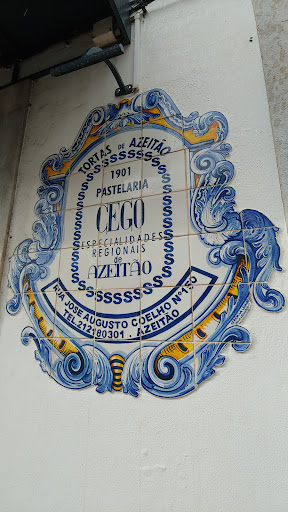 TORTAS DE AZEITÃO
1901
PASTELARIA
CEGO
ESPECIALIDADES
REGIONAIS
de
AZEITÃO
RUA JOSE AUGUSTO COELHO Nº150
TEL.212180301 . AZEITÃO